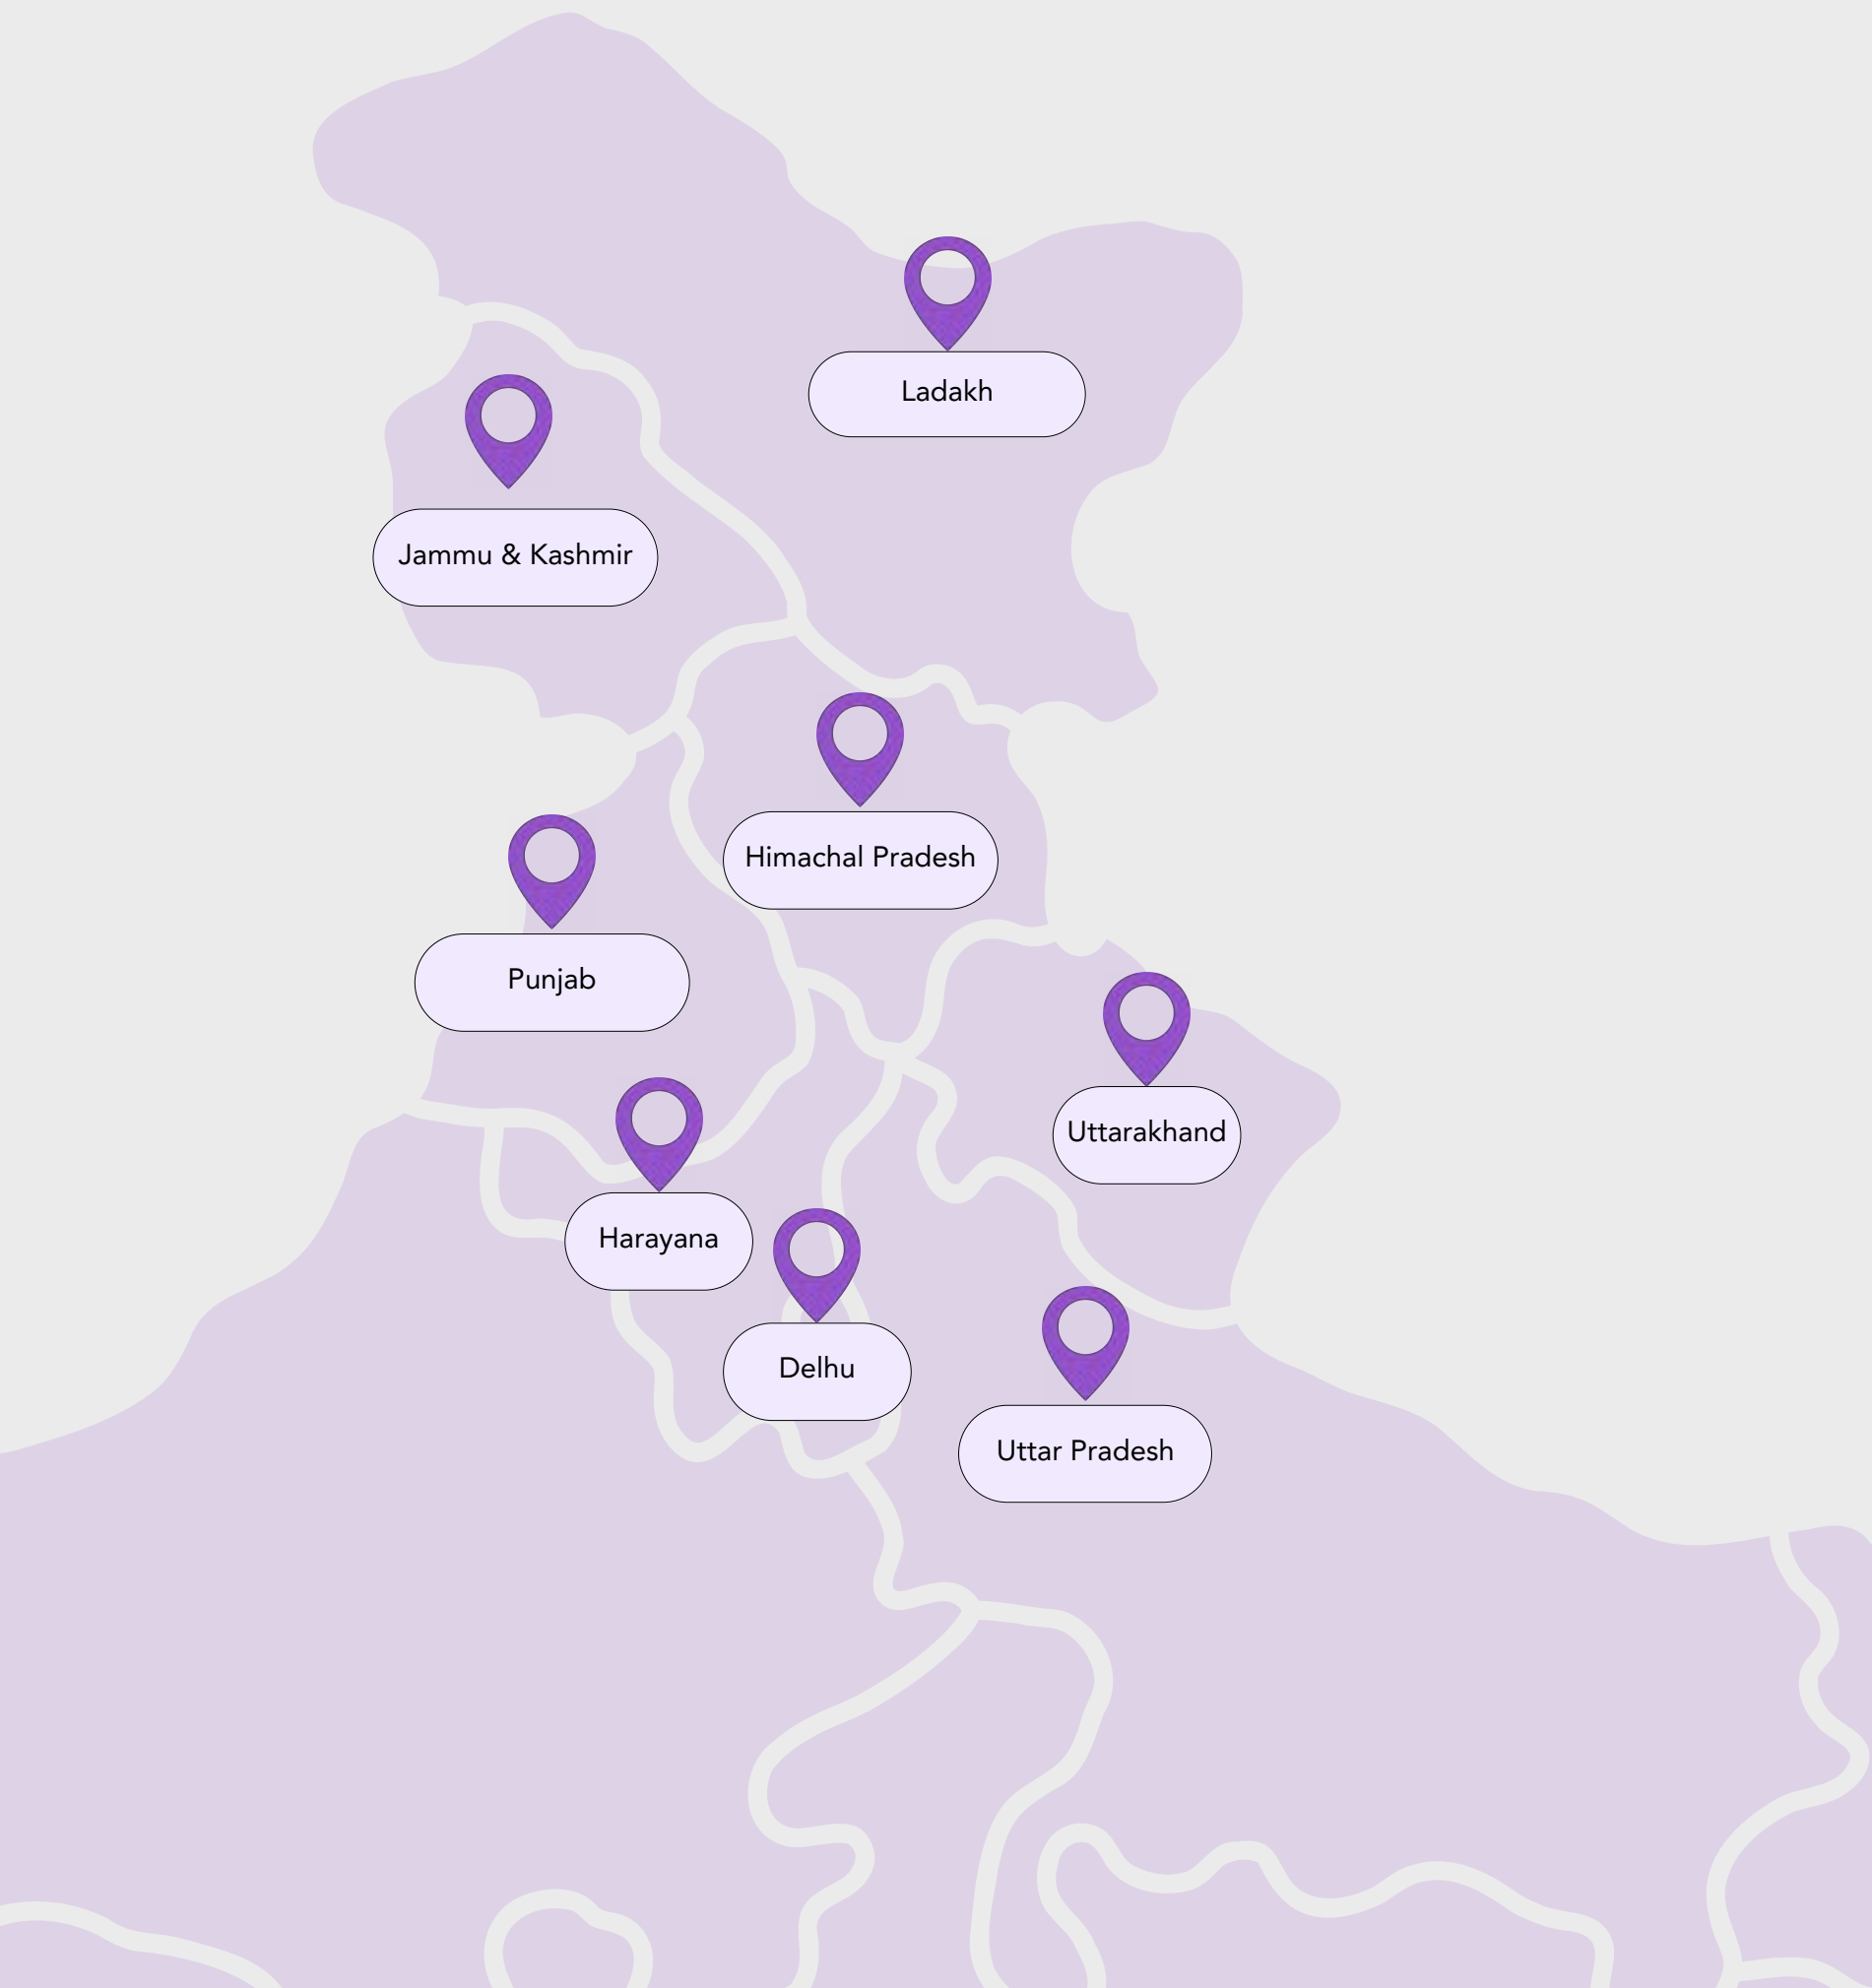 Ladakh
Jammu & Kashmir
Himachal Pradesh
Punjab
Uttarakhand
Harayana
Delhu
Uttar Pradesh